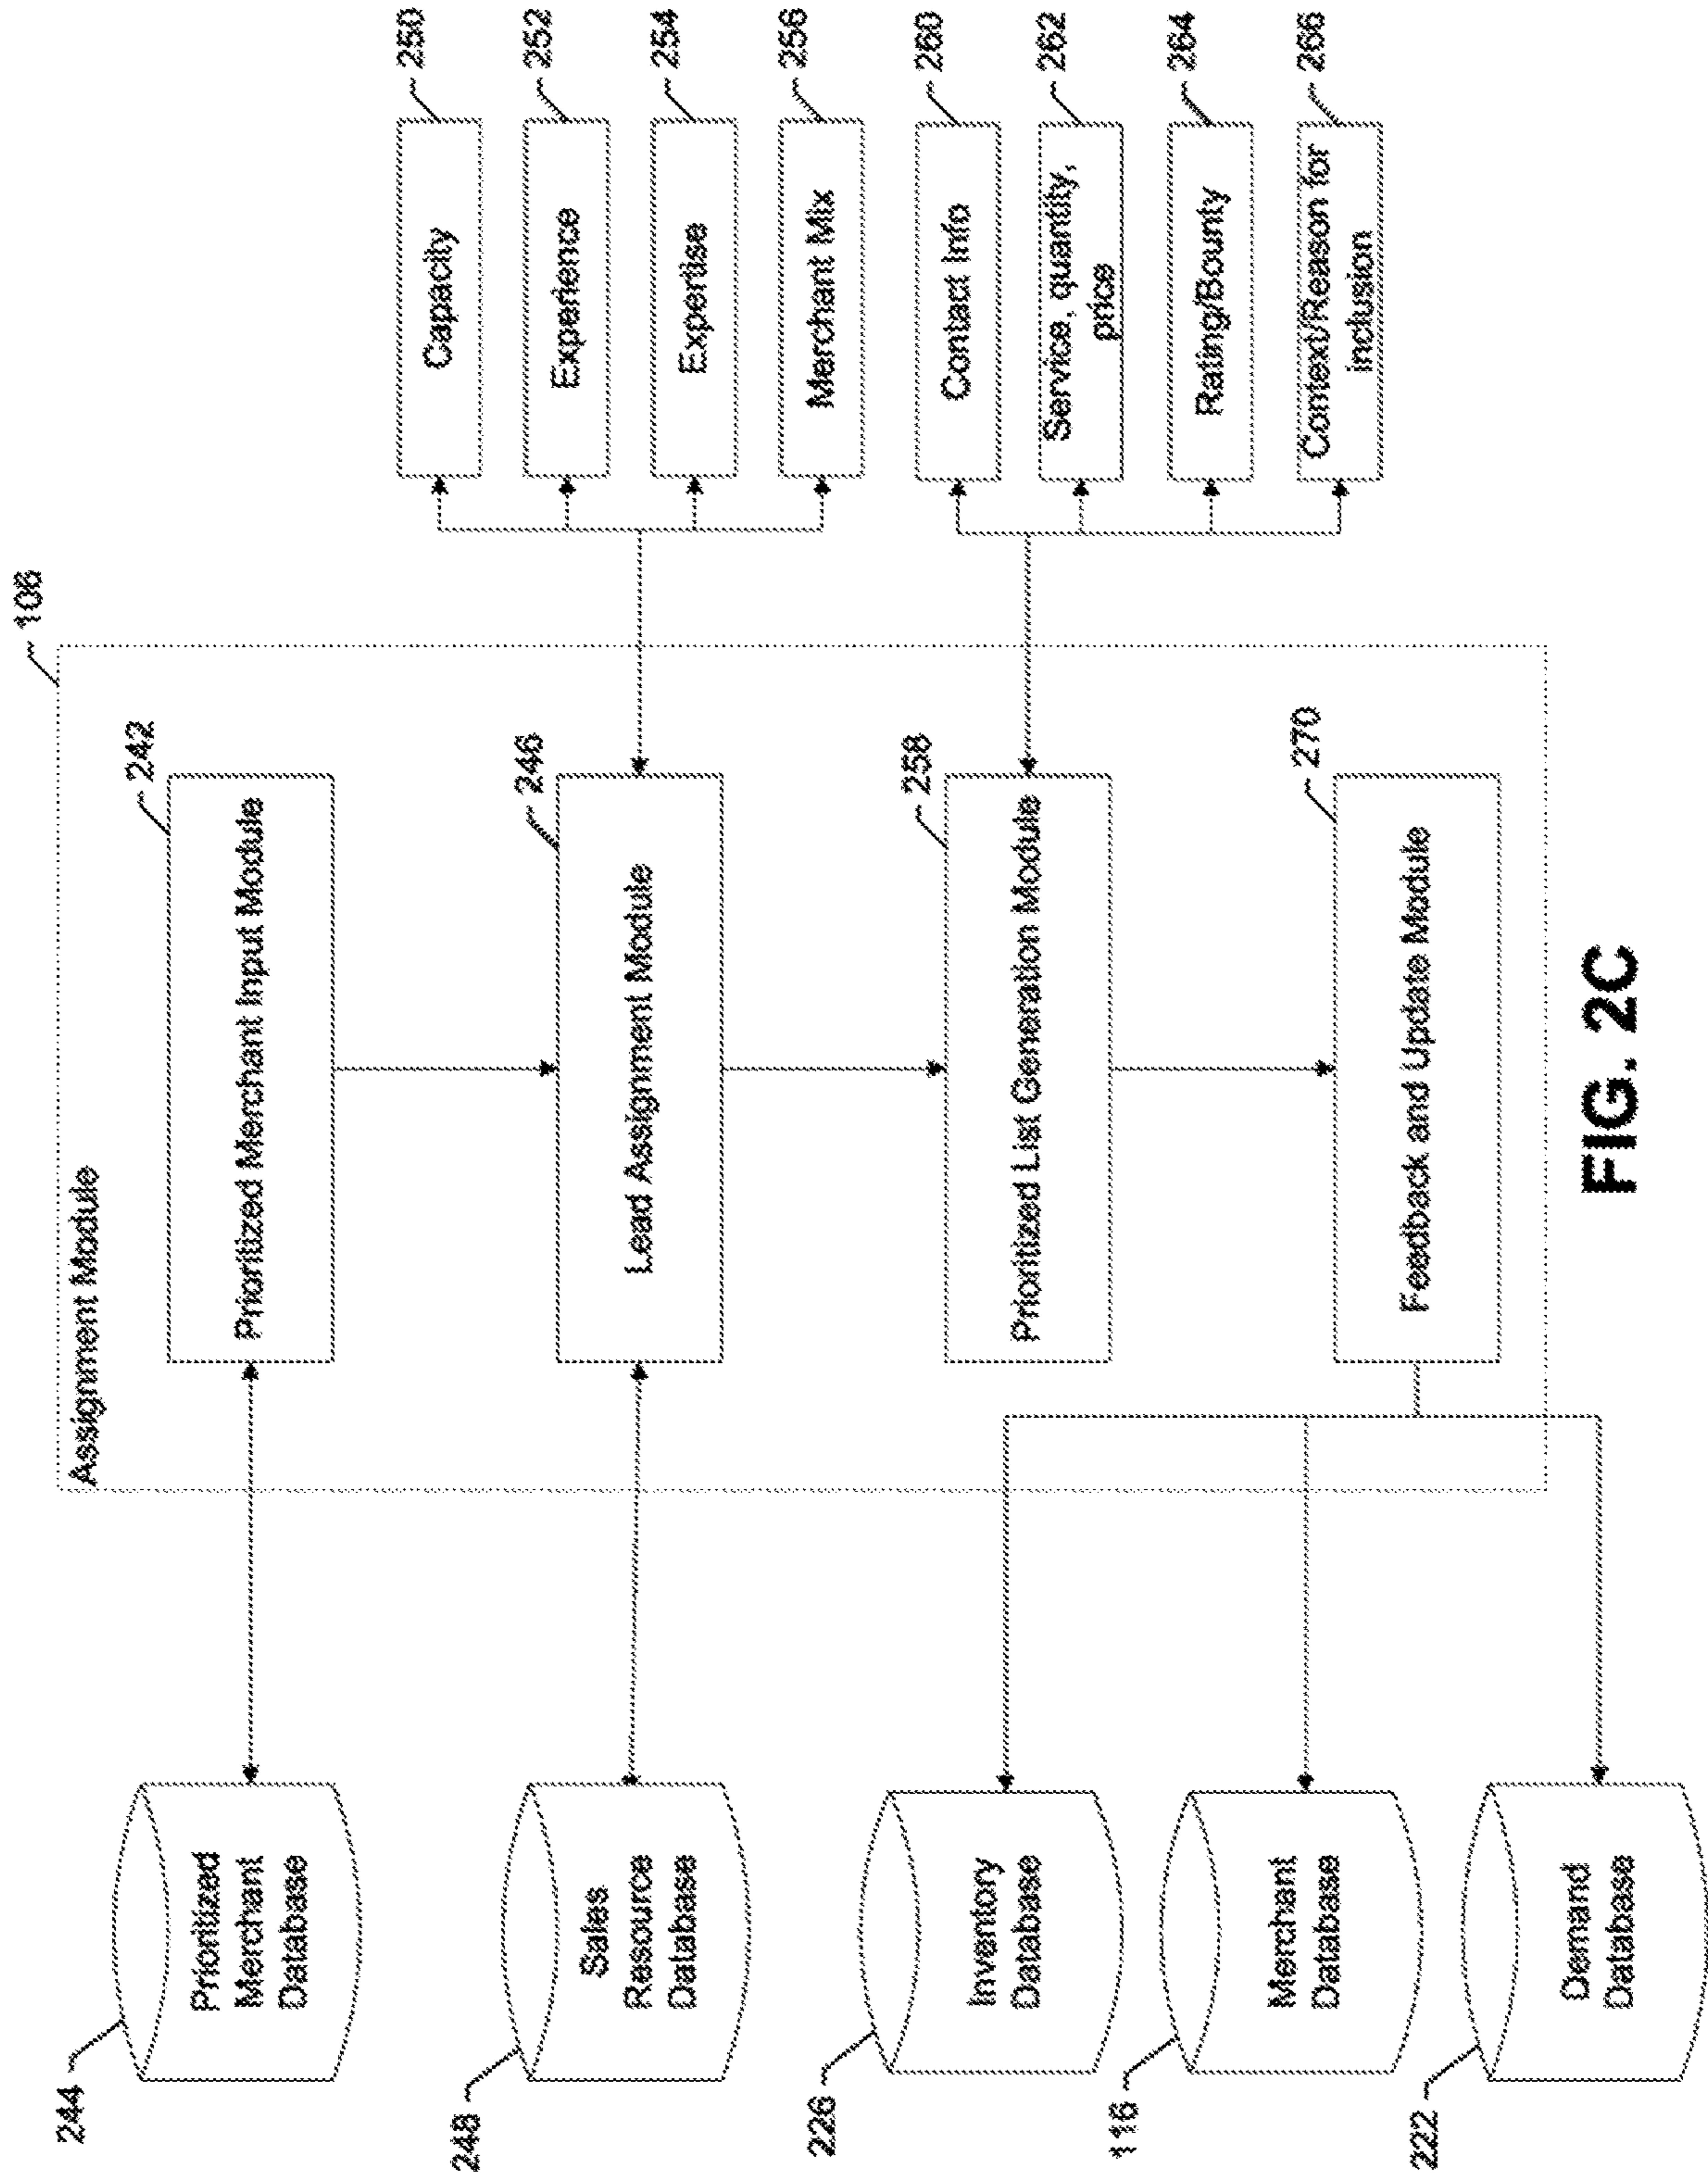 Assignment Module
106
244
Prioritized
Merchant
Database
242
Prioritized Merchant Input Module
250
Capacity
252
Experience
254
Expertise
256
Merchant Mix
248
Sales
Resource
Database
246
Lead Assignment Module
260
Contact Info
262
Service, quantity,
price
264
Rating/Bounty
266
Context/Reason for
inclusion
226
Inventory
Database
258
Prioritized List Generation Module
116
Merchant
Database
222
Demand
Database
270
Feedback and Update Module
FIG. 2C